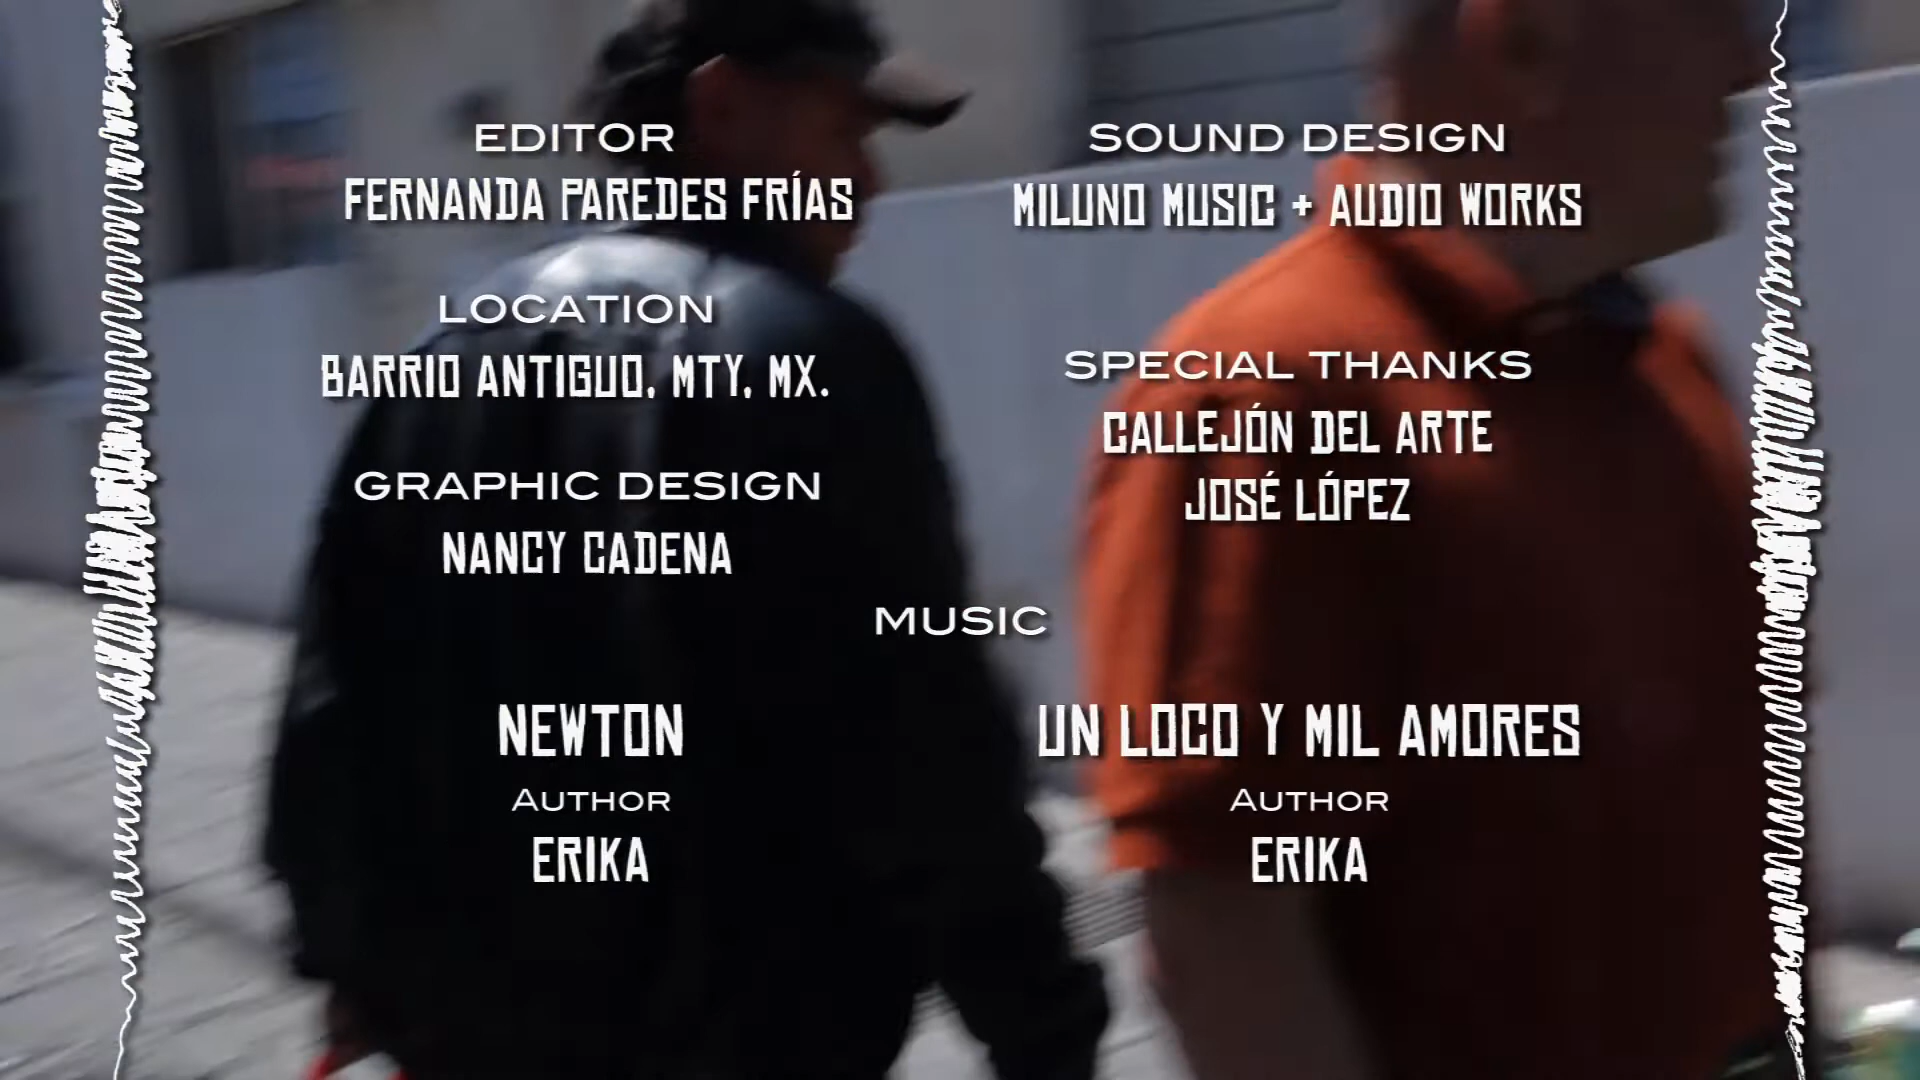 EDITOR
FERNANDA PAREDES FRÍAS
LOCATION
BARRIO ANTIGUO, MTY, MX.
GRAPHIC DESIGN
NANCY CADENA
SOUND DESIGN
MILUNO MUSIC + AUDIO WORKS
SPECIAL THANKS
CALLEJÓN DEL ARTE
JOSÉ LÓPEZ
MUSIC
NEWTON
AUTHOR
ERIKA
UN LOCO Y MIL AMORES
AUTHOR
ERIKA